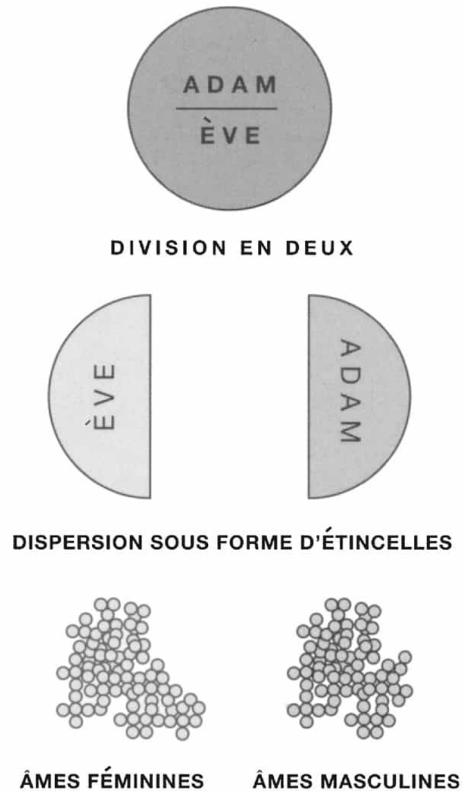 ADAM
ÈVE
DIVISION EN DEUX
ÈVE
ADAM
DISPERSION SOUS FORME D'ÉTINCELLES
ÂMES FÉMININES
ÂMES MASCULINES